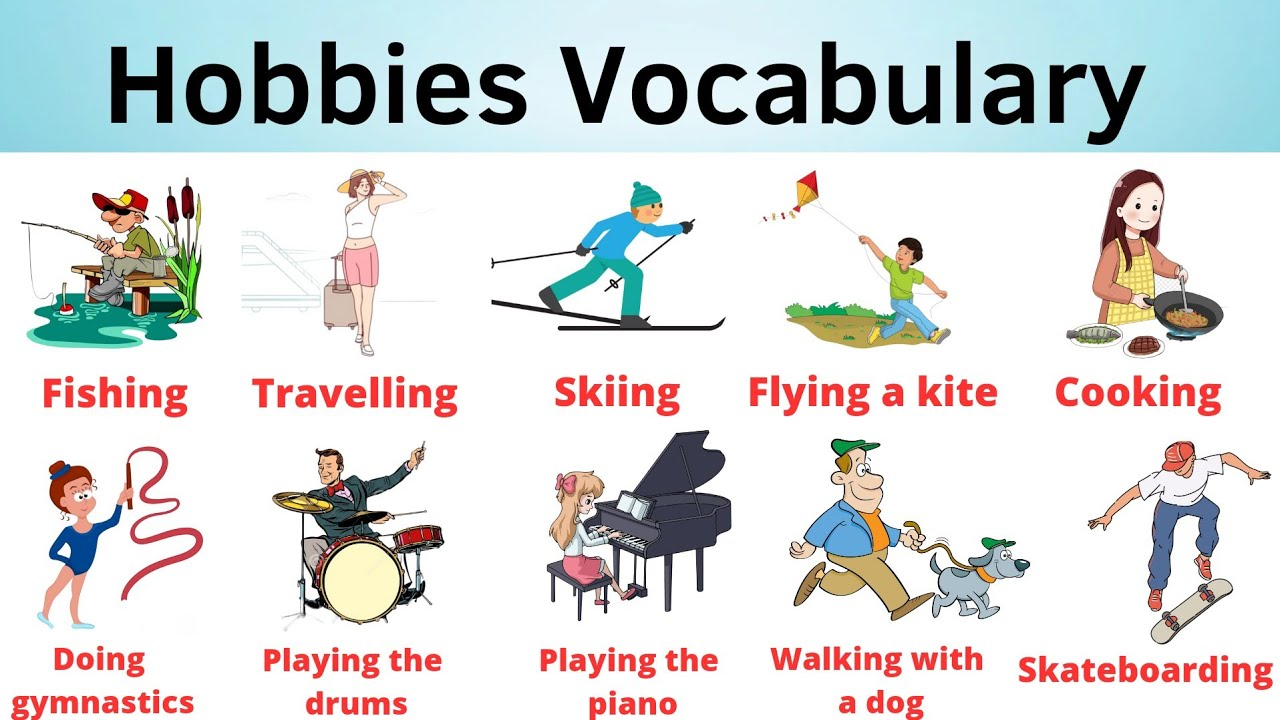 Hobbies Vocabulary
Fishing
Travelling
Skiing
Flying a kite
Cooking
Doing
gymnastics
Playing the
drums
Playing the
piano
Walking with
a dog
Skateboarding